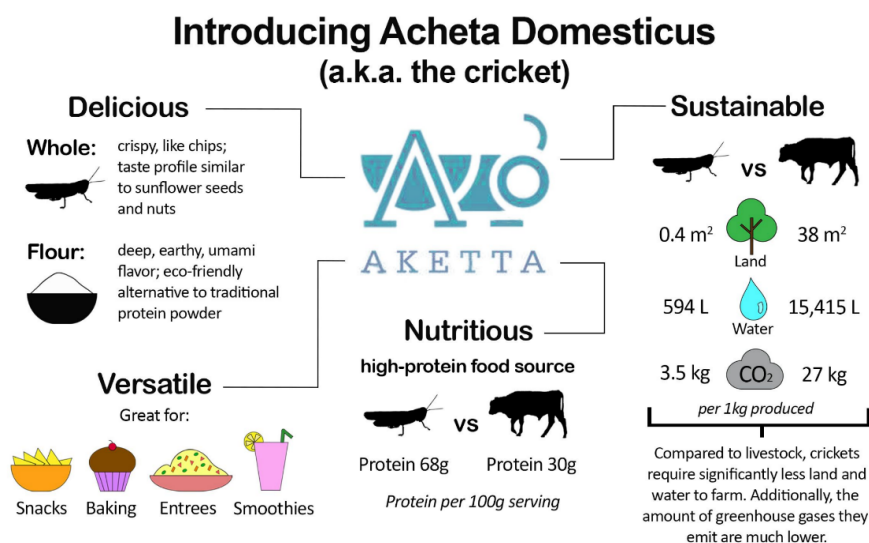 Introducing Acheta Domesticus
(a.k.a. the cricket)
Delicious
Whole:
crispy, like chips;
taste profile similar
to sunflower seeds
and nuts
Flour:
deep, earthy, umami
flavor; eco-friendly
alternative to traditional
protein powder
AKETTA
Versatile
Great for:
Snacks
Baking
Entrees
Smoothies
Nutritious
high-protein food source
vs
Protein 68g
Protein 30g
Protein per 100g serving
Sustainable
vs
0.4 m²
38 m²
Land
594 L
15,415 L
Water
3.5 kg
CO₂
27 kg
per 1kg produced
Compared to livestock, crickets
require significantly less land and
water to farm. Additionally, the
amount of greenhouse gases they
emit are much lower.